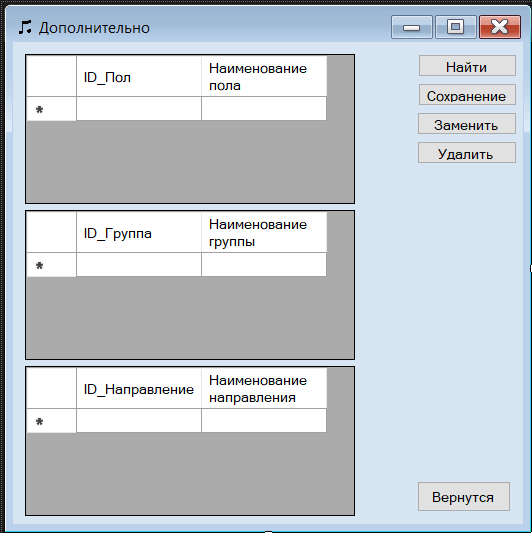 Дополнительно
ID_Пол
Наименование
пола
*
ID_Группа
Наименование
группы
*
ID_Направление
Наименование
направления
*
Найти
Сохранение
Заменить
Удалить
Вернутся